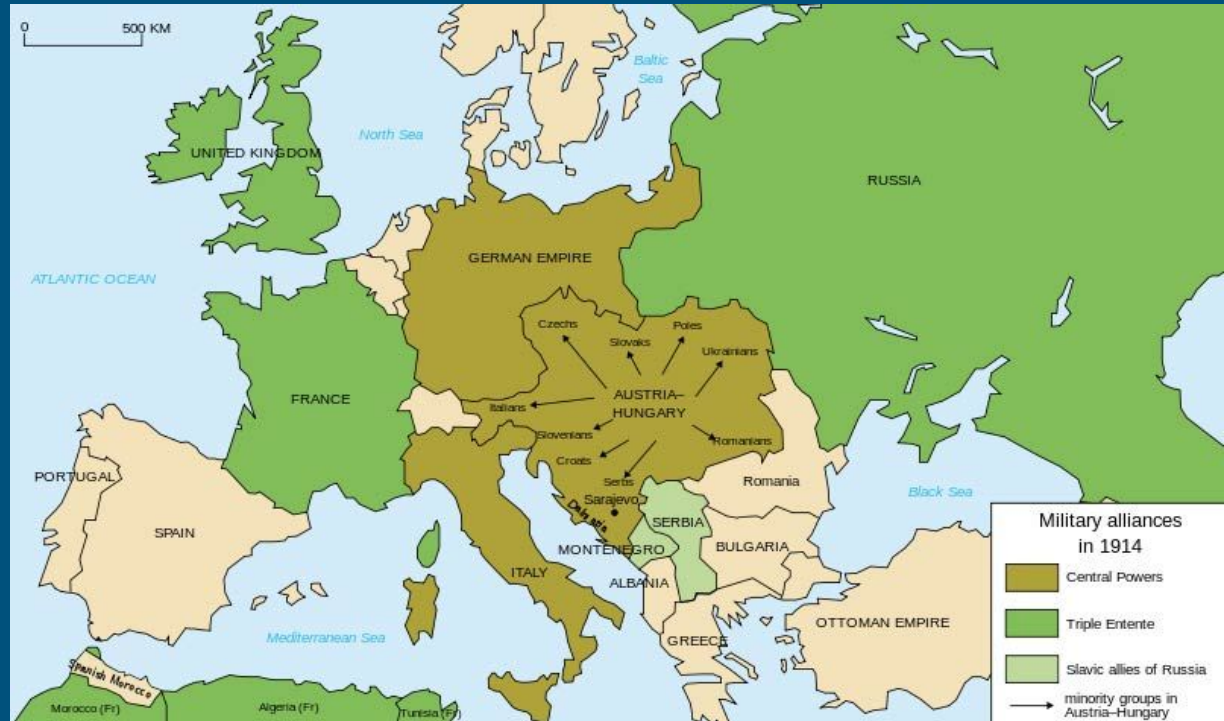 0 500 KM
Baltic
Sea
North Sea
UNITED KINGDOM
RUSSIA
ATLANTIC OCEAN
GERMAN EMPIRE
Czechs
Slovaks
Poles
Ukrainians
FRANCE
AUSTRIA–
HUNGARY
Italians
Slovenians
Croats
Romanians
Serbs
Sarajevo
Dalmatia
PORTUGAL
SPAIN
Romania
Black Sea
SERBIA
MONTENEGRO
BULGARIA
ITALY
ALBANIA
GREECE
OTTOMAN EMPIRE
Mediterranean Sea
Spanish Morocco
Morocco (Fr)
Algeria (Fr)
Tunisia (Fr)
Military alliances
in 1914
Central Powers
Triple Entente
Slavic allies of Russia
minority groups in
Austria–Hungary